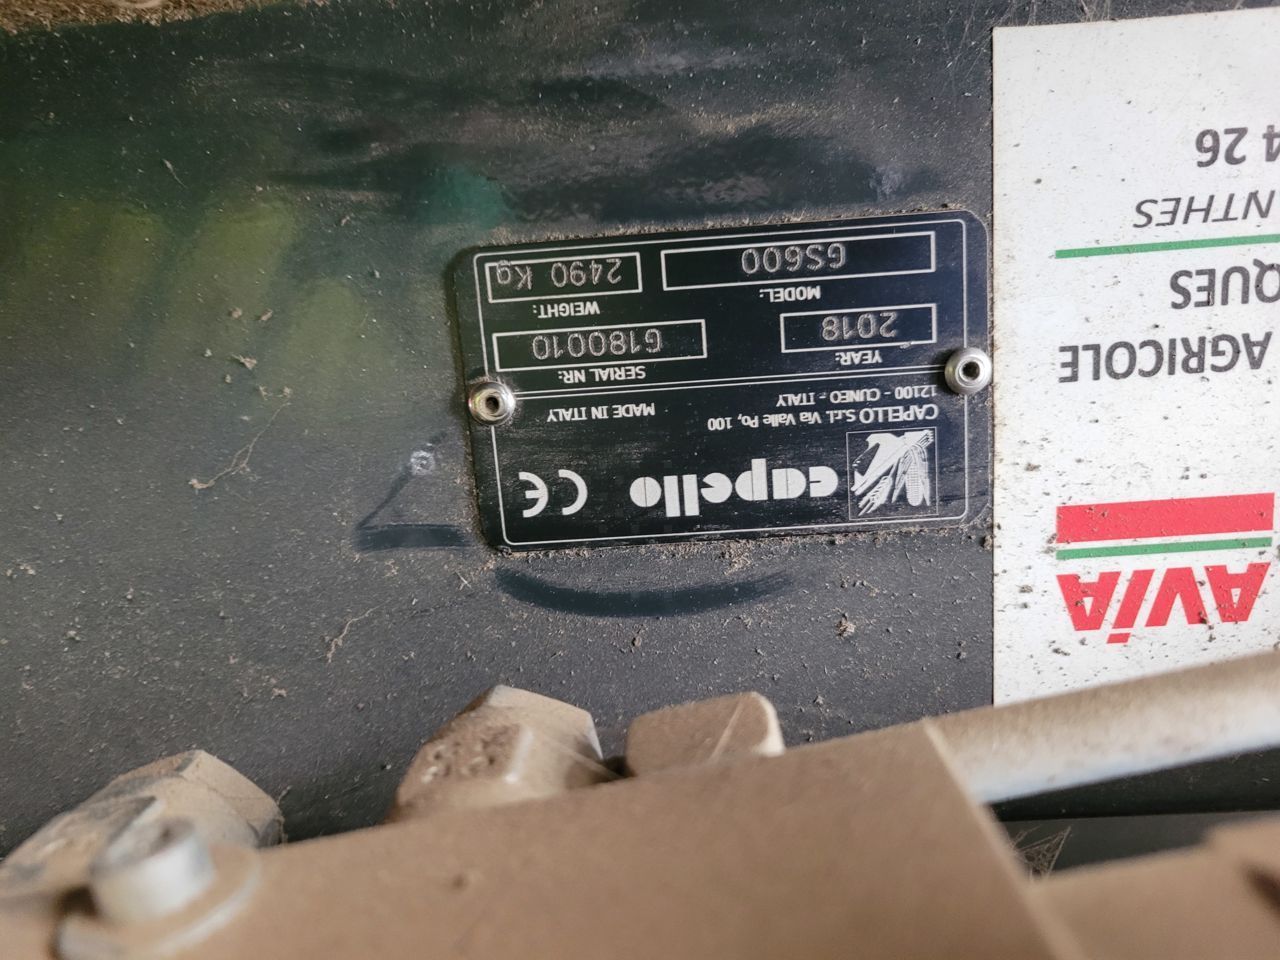 capello CE
CAPELLO S.r.l. Via Valle Po, 100
12100 - CUNEO - ITALY
MADE IN ITALY
YEAR: 2018
SERIAL NR: G180010
MODEL: GS600
WEIGHT: 2490 Kg
AVIA
AGRICOLE
QUES
NTHES
4 26